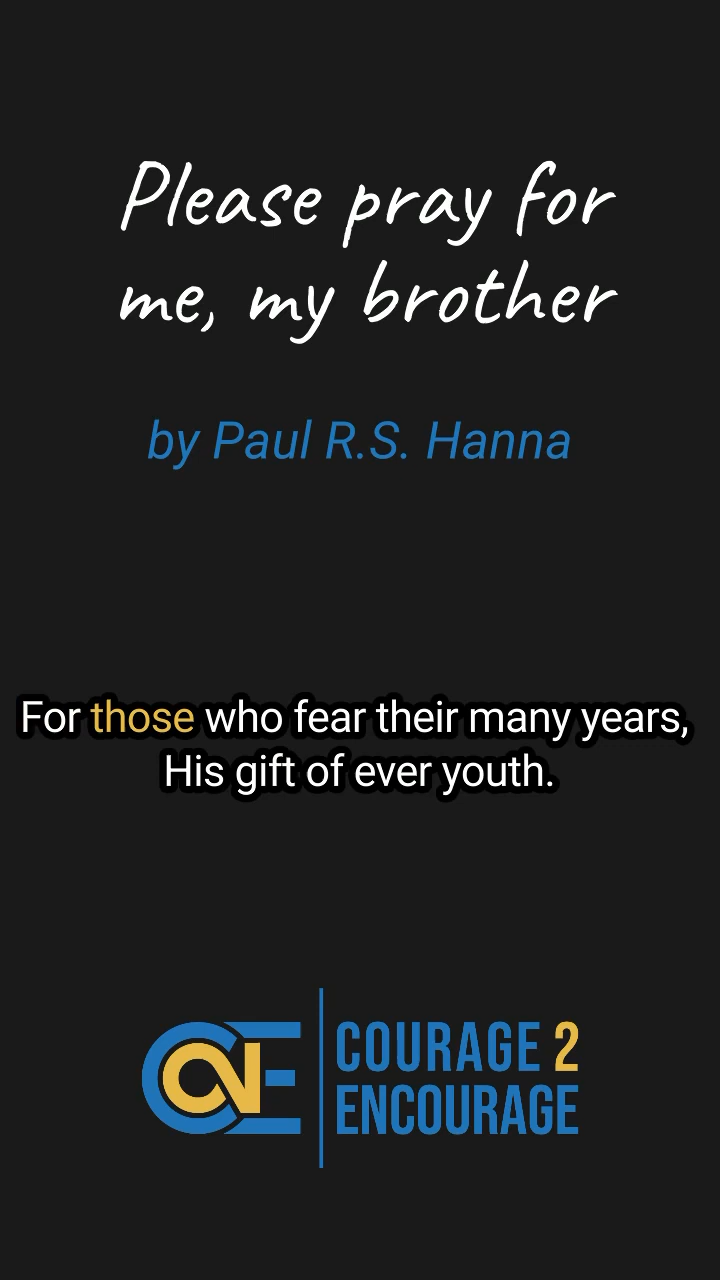 Please pray for
me, my brother
by Paul R.S. Hanna
For those who fear their many years,
His gift of ever youth.
COURAGE 2
ENCOURAGE